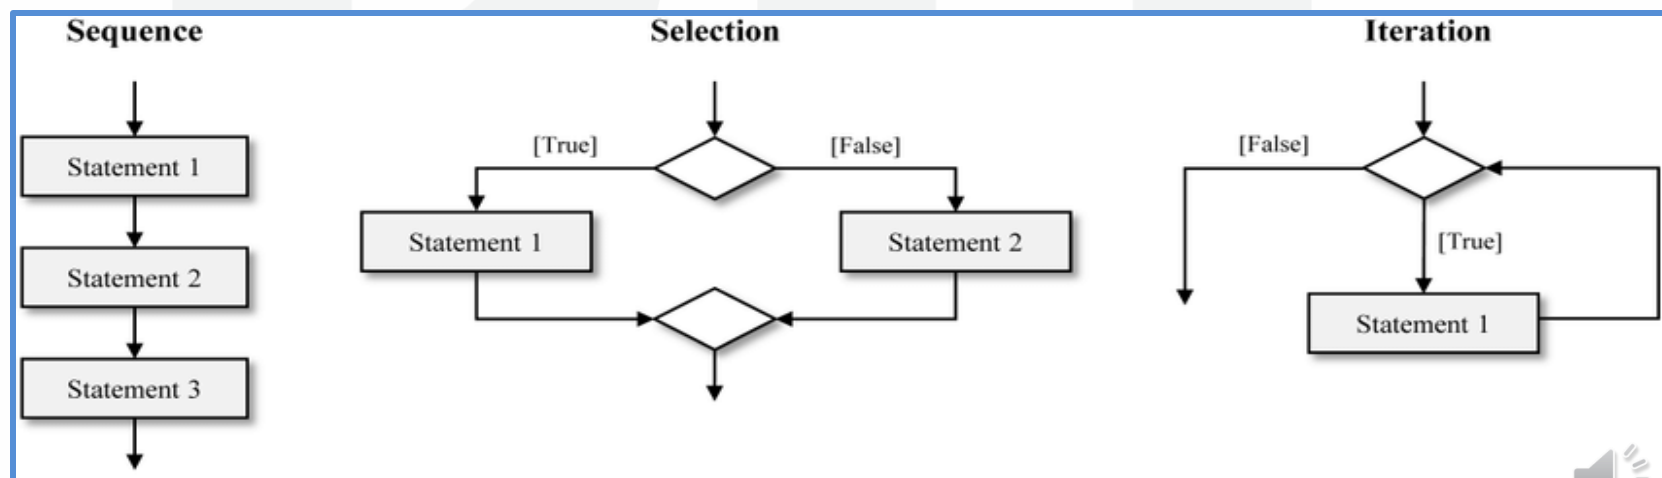 Sequence
Statement 1
Statement 2
Statement 3
Selection
[True]
[False]
Statement 1
Statement 2
Iteration
[False]
[True]
Statement 1